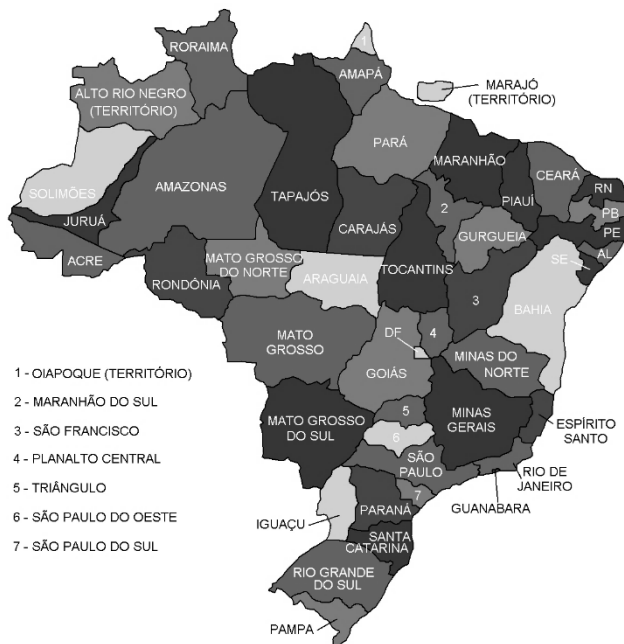 RORAIMA
1
AMAPÁ
MARAJÓ
(TERRITÓRIO)
ALTO RIO NEGRO
(TERRITÓRIO)
PARÁ
MARANHÃO
CEARÁ
RN
SOLIMÕES
AMAZONAS
TAPAJÓS
PIAUÍ
PB
JURUÁ
CARAJÁS
2
GURGUEIA
PE
ACRE
MATO GROSSO
DO NORTE
TOCANTINS
SE
AL
RONDÔNIA
ARAGUAIA
3
BAHIA
MATO
GROSSO
DF
4
MINAS DO
NORTE
GOIÁS
1 - OIAPOQUE (TERRITÓRIO)
2 - MARANHÃO DO SUL
3 - SÃO FRANCISCO
4 - PLANALTO CENTRAL
5 - TRIÂNGULO
6 - SÃO PAULO DO OESTE
7 - SÃO PAULO DO SUL
MATO GROSSO
DO SUL
5
MINAS
GERAIS
ESPÍRITO
SANTO
6
SÃO
PAULO
RIO DE
JANEIRO
GUANABARA
7
IGUAÇU
PARANÁ
SANTA
CATARINA
RIO GRANDE
DO SUL
PAMPA